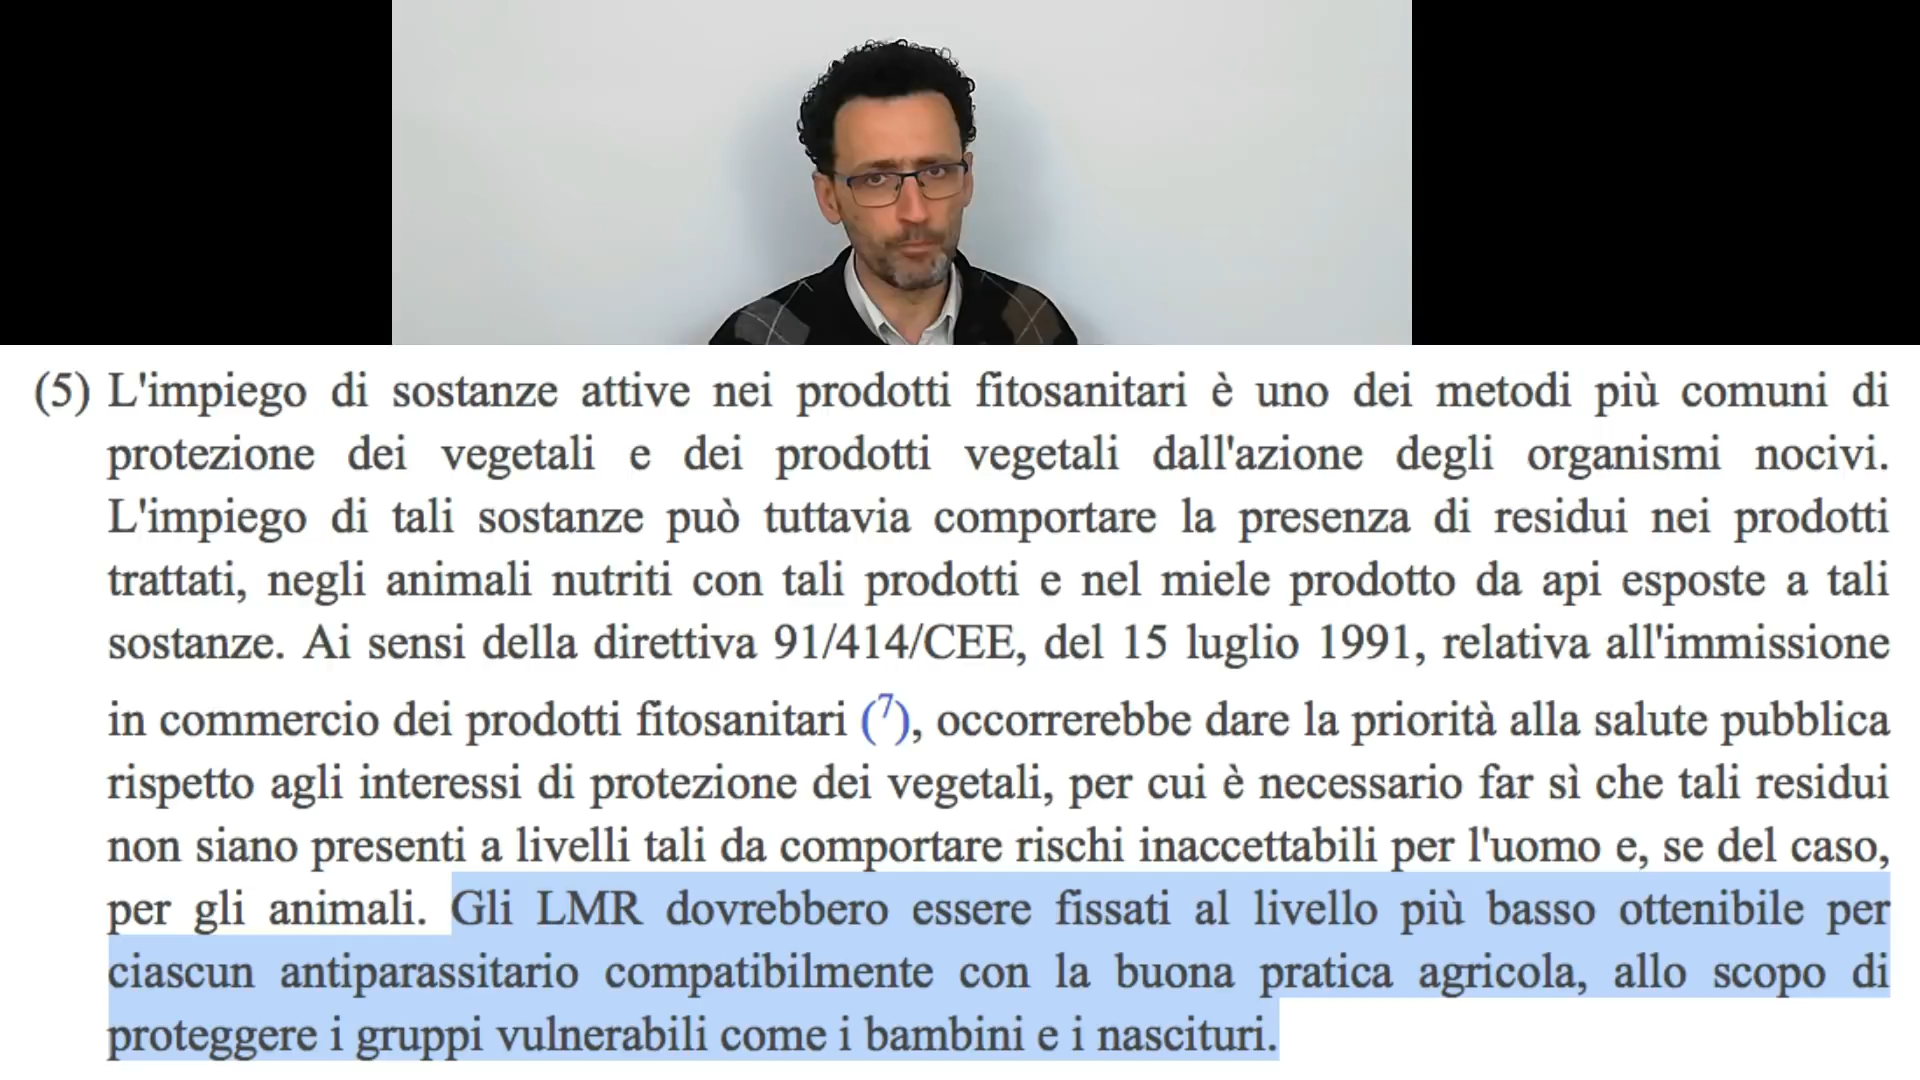 (5) L'impiego di sostanze attive nei prodotti fitosanitari è uno dei metodi più comuni di
protezione dei vegetali e dei prodotti vegetali dall'azione degli organismi nocivi.
L'impiego di tali sostanze può tuttavia comportare la presenza di residui nei prodotti
trattati, negli animali nutriti con tali prodotti e nel miele prodotto da api esposte a tali
sostanze. Ai sensi della direttiva 91/414/CEE, del 15 luglio 1991, relativa all'immissione
in commercio dei prodotti fitosanitari (7), occorrerebbe dare la priorità alla salute pubblica
rispetto agli interessi di protezione dei vegetali, per cui è necessario far sì che tali residui
non siano presenti a livelli tali da comportare rischi inaccettabili per l'uomo e, se del caso,
per gli animali. Gli LMR dovrebbero essere fissati al livello più basso ottenibile per
ciascun antiparassitario compatibilmente con la buona pratica agricola, allo scopo di
proteggere i gruppi vulnerabili come i bambini e i nascituri.